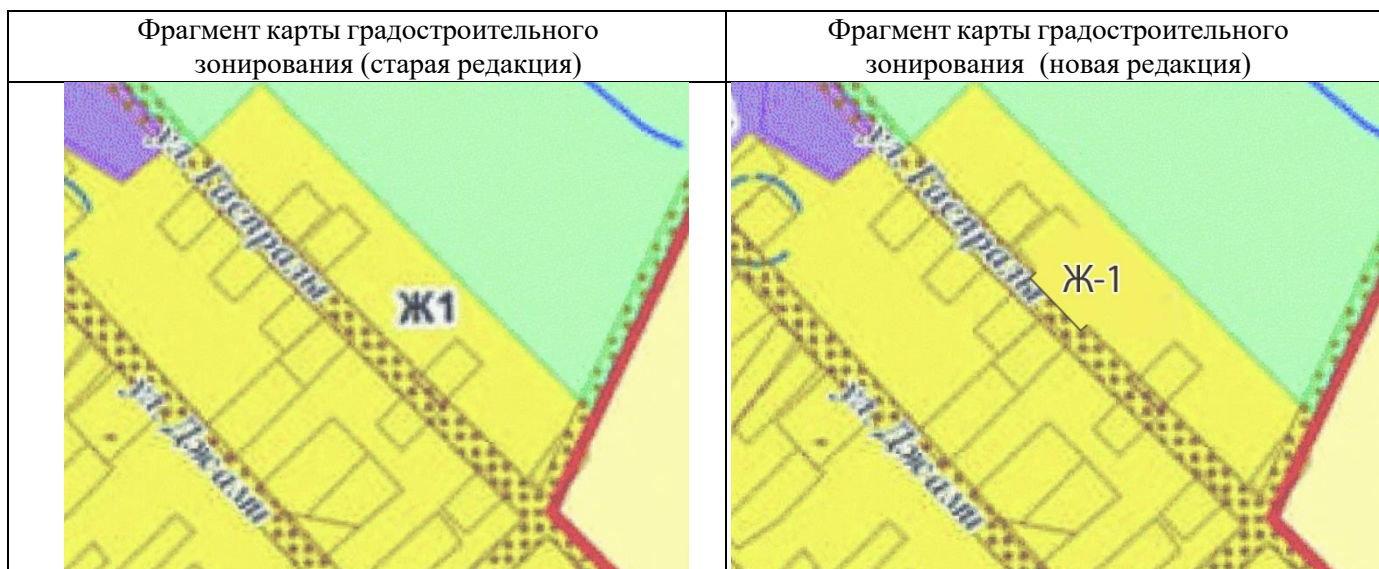 Фрагмент карты градостроительного
зонирования (старая редакция)
Фрагмент карты градостроительного
зонирования (новая редакция)
ул. Гаспралы
Ж1
ул. Джами
ул. Гаспралы
Ж-1
ул. Джами